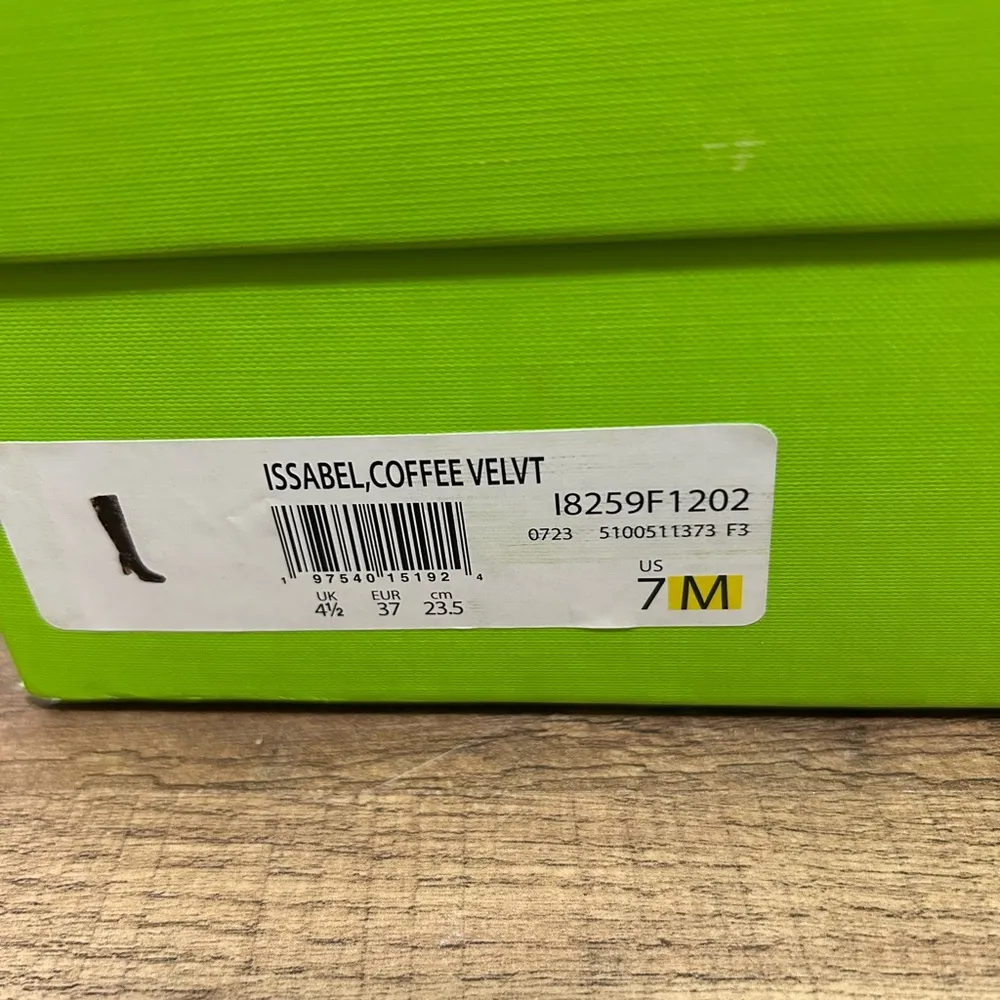 ISSABEL,COFFEE VELVT
I8259F1202
0723 5100511373 F3
1 97540 15192 4
UK EUR cm
4½ 37 23.5
US
7 M